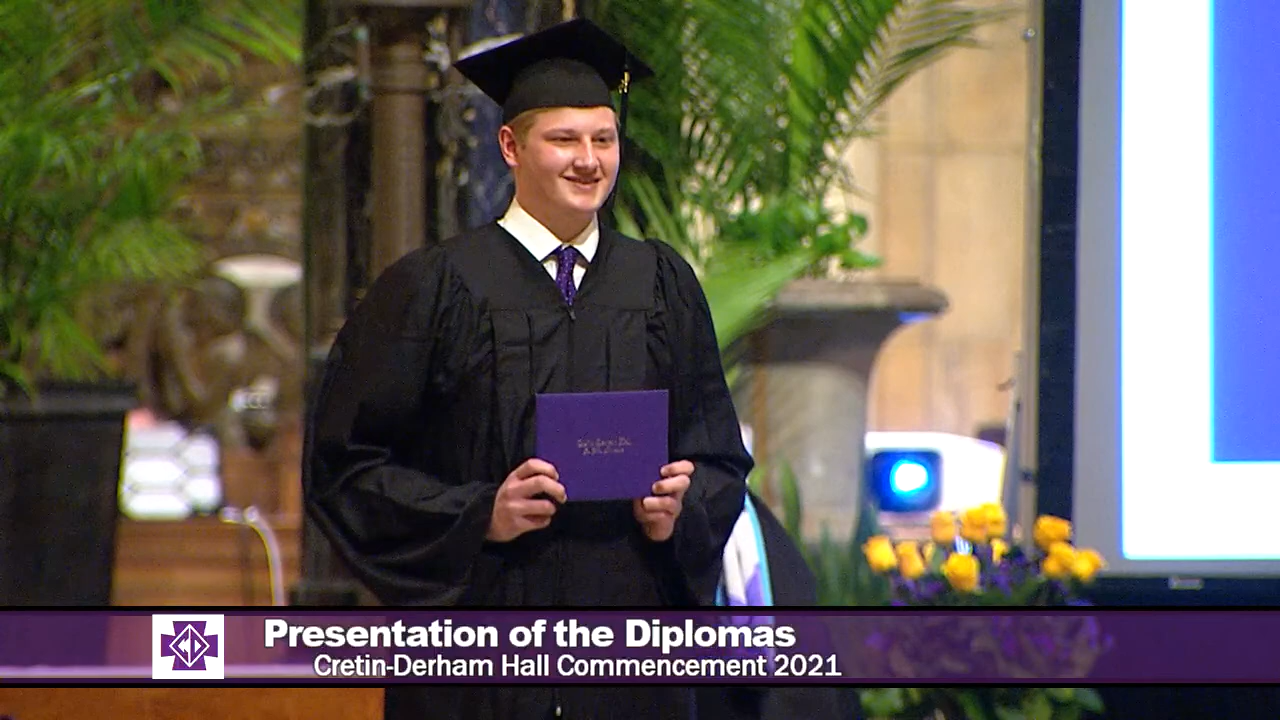 Presentation of the Diplomas
Cretin-Derham Hall Commencement 2021